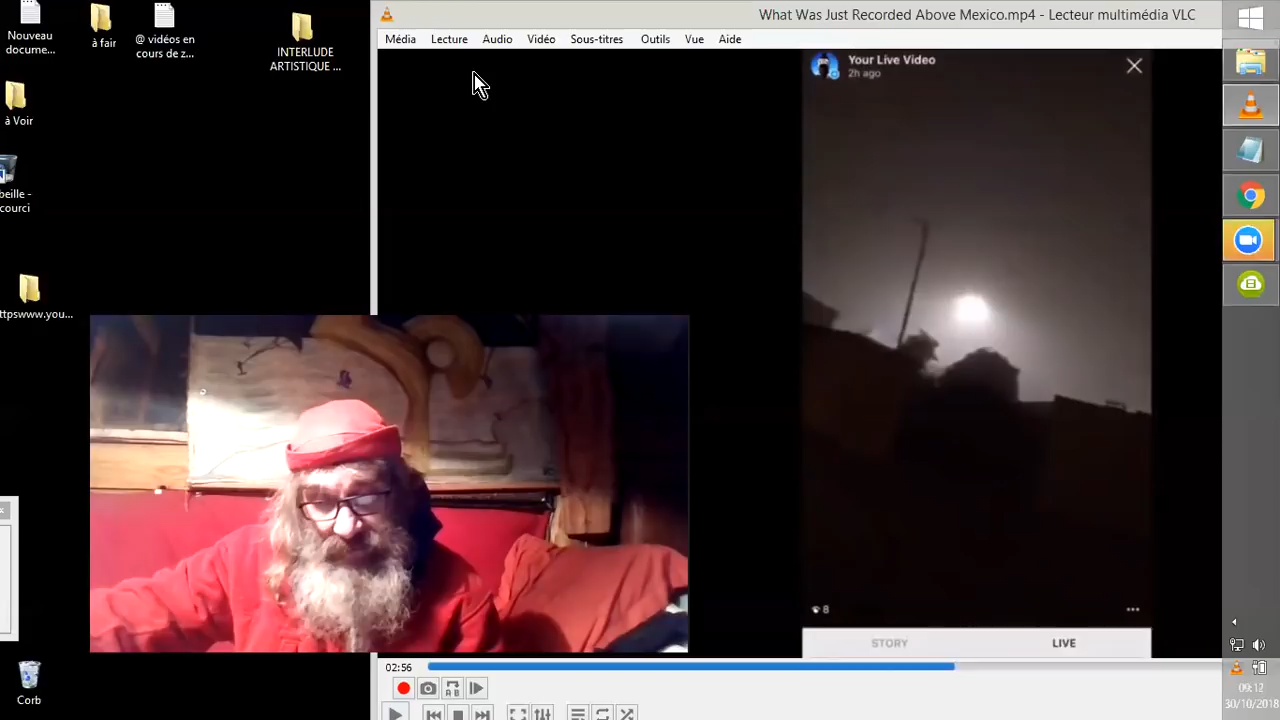 Nouveau
docume...
à fair
@ vidéos en
cours de z...
INTERLUDE
ARTISTIQUE ...
à Voir
beille -
courci
ttpswww.you...
Corb
What Was Just Recorded Above Mexico.mp4 - Lecteur multimédia VLC
Média Lecture Audio Vidéo Sous-titres Outils Vue Aide
Your Live Video
2h ago
8
STORY LIVE
02:56
A B
09:12
30/10/2018